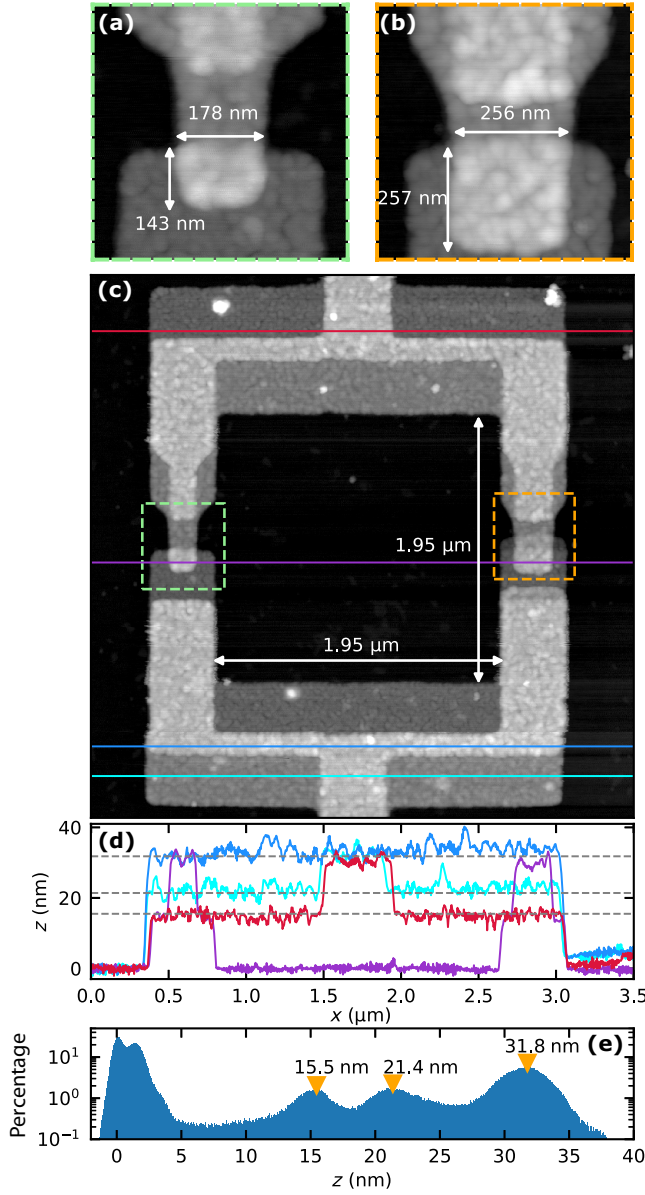 (a)
178 nm
143 nm
(b)
256 nm
257 nm
(c)
1.95 µm
1.95 µm
(d)
40
20
0
z (nm)
0.0 0.5 1.0 1.5 2.0 2.5 3.0 3.5
x (µm)
(e)
15.5 nm 21.4 nm 31.8 nm
Percentage
10¹
10⁰
10⁻¹
0 5 10 15 20 25 30 35 40
z (nm)